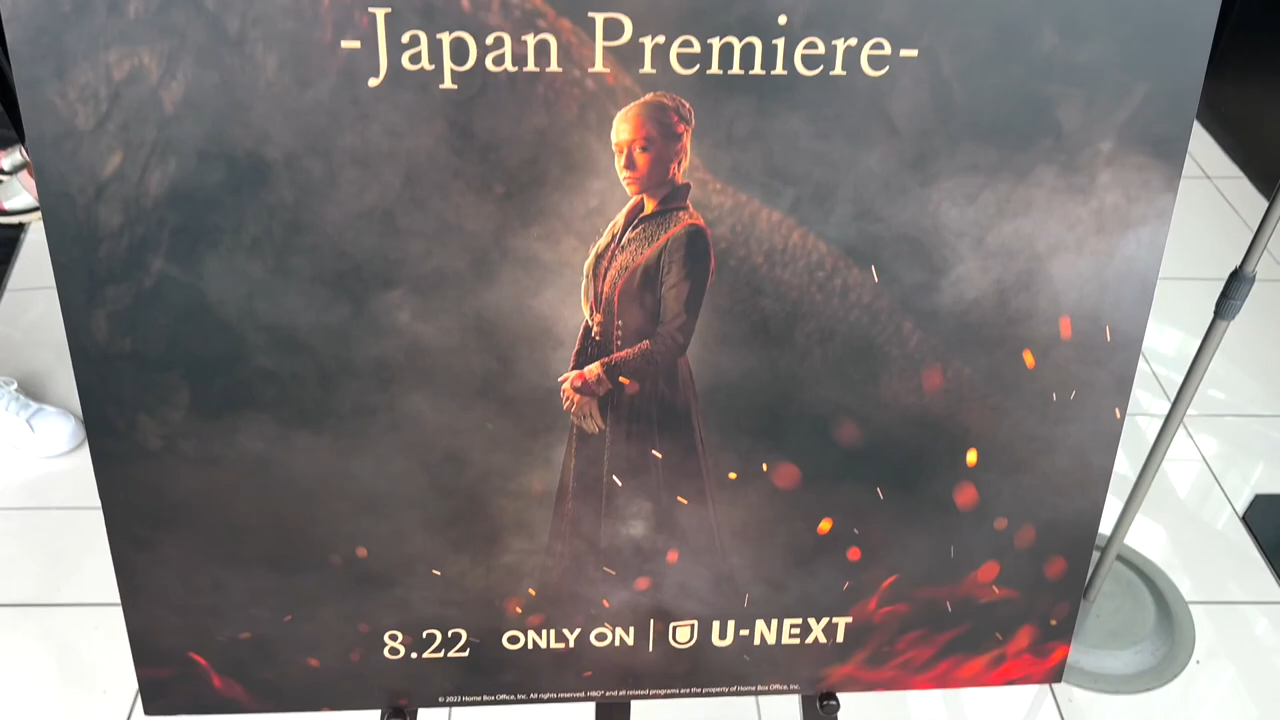 -Japan Premiere-
8.22 ONLY ON | U-NEXT
© 2022 Home Box Office, Inc. All rights reserved. HBO® and all related programs are the property of Home Box Office, Inc.